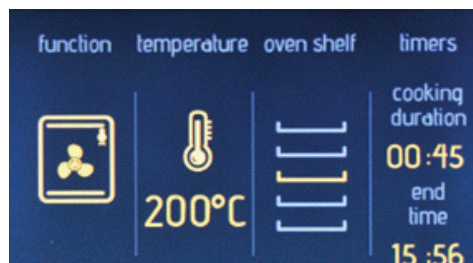 function temperature oven shelf timers
cooking
duration
00:45
200°C
end
time
15:56